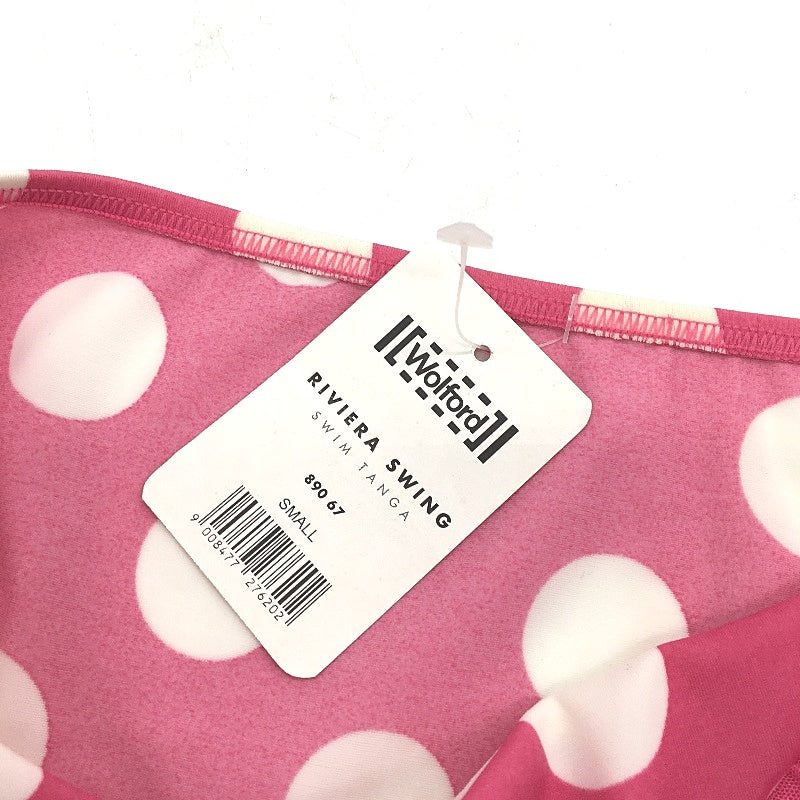 Wolford
RIVIERA SWING
SWIM TANGA
890 67
SMALL
9 008477 276202